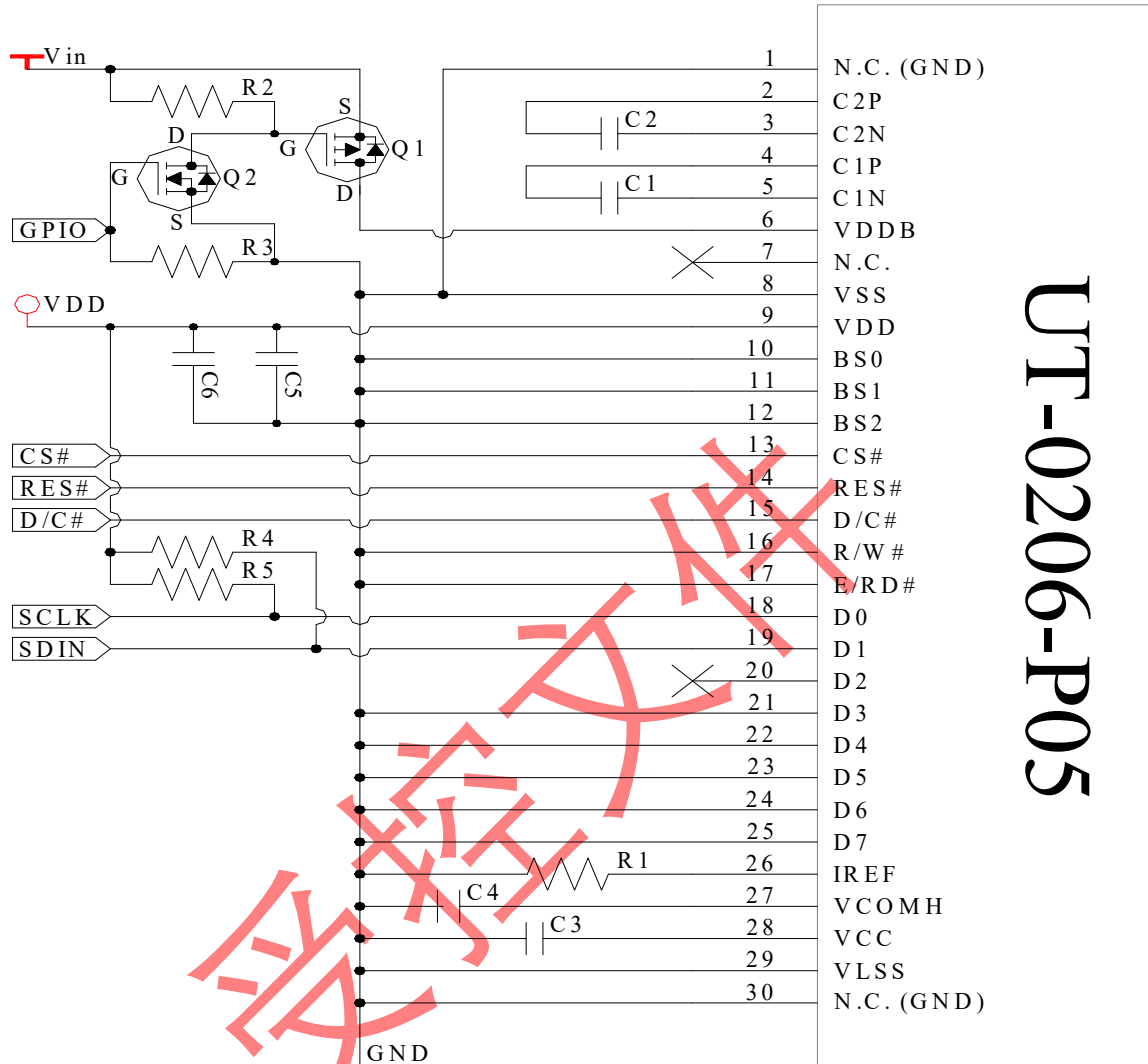 Vin
1
N.C. (GND)
R2
2
C2P
S
D
C2
3
C2N
G
Q1
4
C1P
G
Q2
C1
5
C1N
D
S
GPIO
6
VDDB
R3
7
N.C.
8
VSS
VDD
9
VDD
10
BS0
C6
C5
11
BS1
12
BS2
CS#
13
CS#
RES#
14
RES#
D/C#
15
D/C#
R4
16
R/W#
R5
17
E/RD#
SCLK
18
D0
SDIN
19
D1
20
D2
21
D3
22
D4
23
D5
24
D6
25
D7
R1
26
IREF
C4
27
VCOMH
C3
28
VCC
29
VLSS
30
N.C. (GND)
GND
UT-0206-P05
受控文件